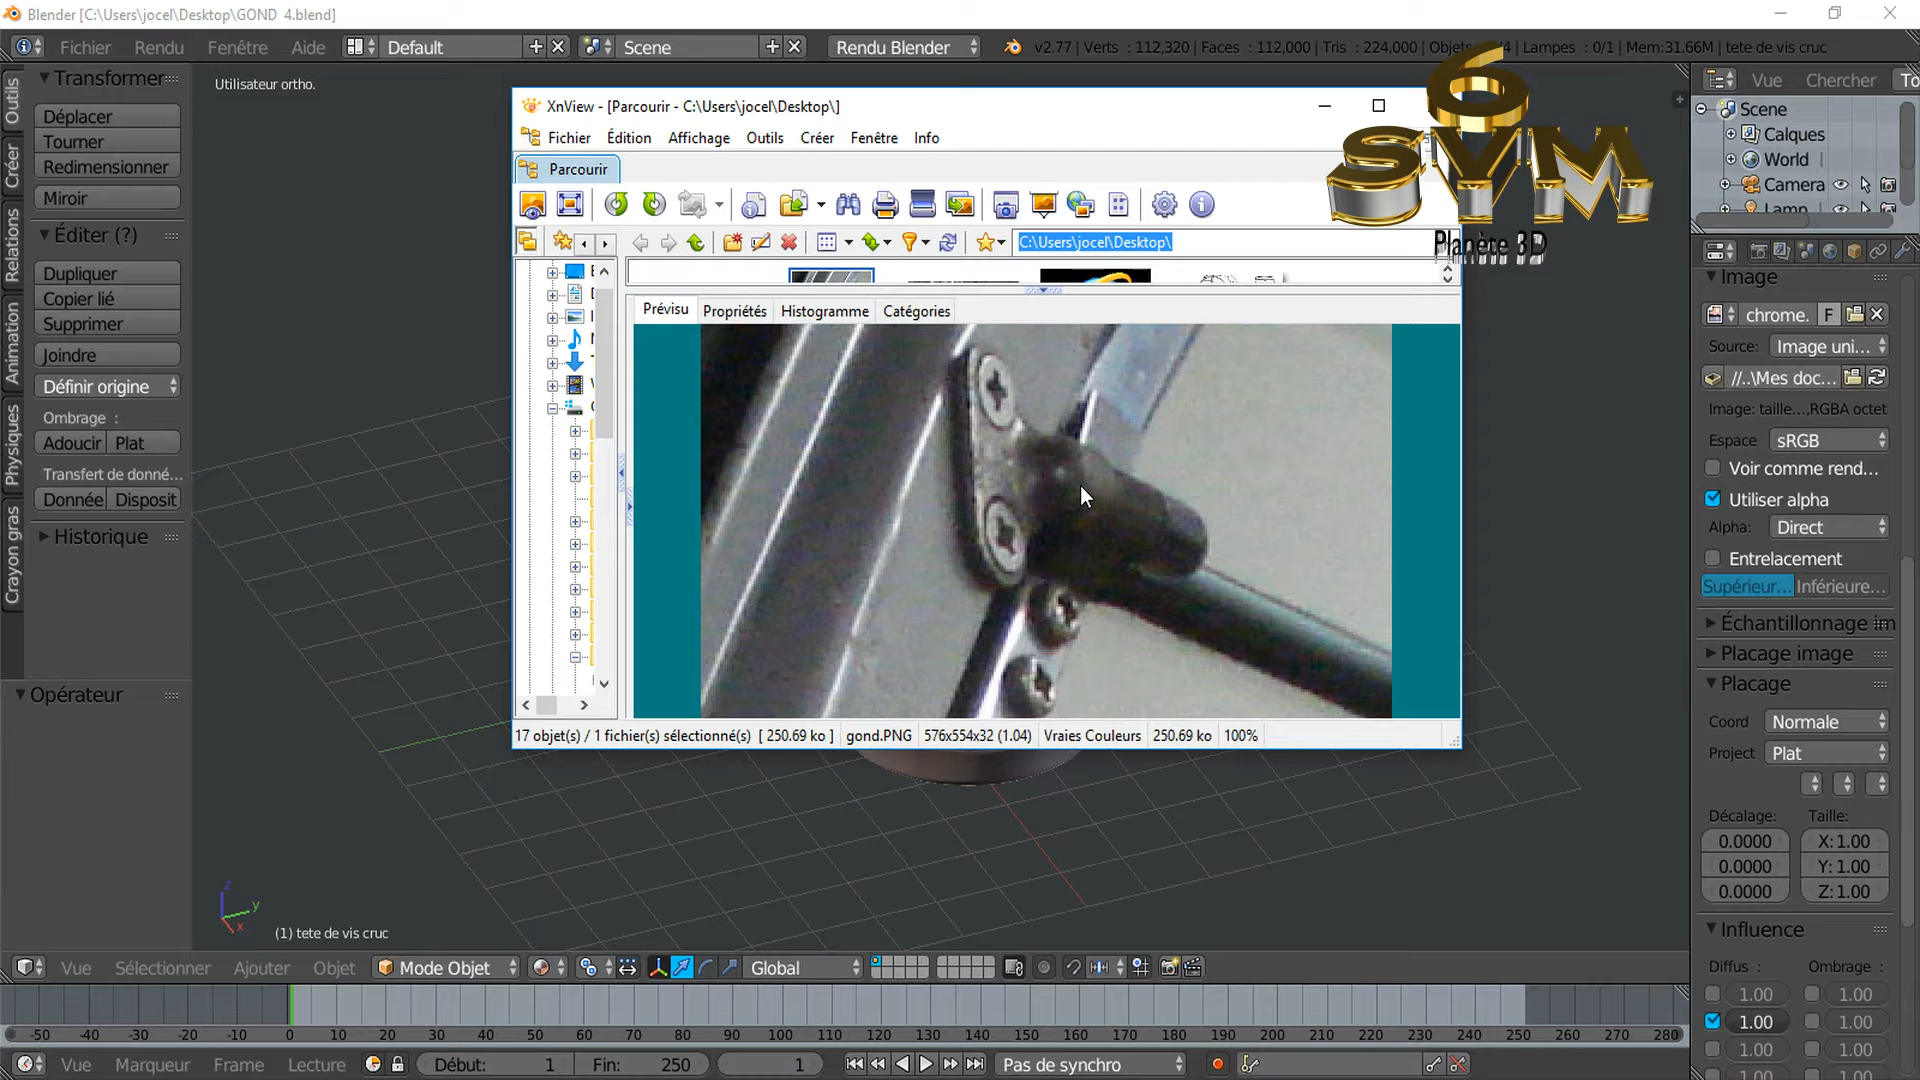 Blender [C:\Users\jocel\Desktop\GOND 4.blend]
Fichier Rendu Fenêtre Aide Default Scene Rendu Blender v2.77 | Verts : 112,320 | Faces : 112,000 | Tris : 224,000 | Objets /4 | Lampes : 0/1 | Mem:31.66M | tete de vis cruc
Transformer
Déplacer
Tourner
Redimensionner
Miroir
Éditer (?)
Dupliquer
Copier lié
Supprimer
Joindre
Définir origine
Ombrage :
Adoucir Plat
Transfert de donné...
Donnée Disposit
Historique
Opérateur
Outils
Créer
Relations
Animation
Physiques
Crayon gras
Utilisateur ortho.
XnView - [Parcourir - C:\Users\jocel\Desktop\]
Fichier Édition Affichage Outils Créer Fenêtre Info
Parcourir
C:\Users\jocel\Desktop\
Prévisu Propriétés Histogramme Catégories
17 objet(s) / 1 fichier(s) sélectionné(s) [ 250.69 ko ] gond.PNG 576x554x32 (1.04) Vraies Couleurs 250.69 ko 100%
6
SYM
Planète 3D
Vue Chercher To
Scene
Calques
World
Camera
Lamp
Image
chrome. F
Source: Image uni...
//..\Mes doc...
Image: taille...,RGBA octet
Espace sRGB
Voir comme rend...
Utiliser alpha
Alpha: Direct
Entrelacement
Supérieur... Inférieure...
Échantillonnage im
Placage image
Placage
Coord Normale
Project Plat
Décalage: Taille:
0.0000 X: 1.00
0.0000 Y: 1.00
0.0000 Z: 1.00
Influence
Diffus : Ombrage :
1.00 1.00
1.00 1.00
1.00 1.00
z
y
x
(1) tete de vis cruc
Vue Sélectionner Ajouter Objet Mode Objet Global
-50 -40 -30 -20 -10 0 10 20 30 40 50 60 70 80 90 100 110 120 130 140 150 160 170 180 190 200 210 220 230 240 250 260 270 280
Vue Marqueur Frame Lecture Début: 1 Fin: 250 1 Pas de synchro